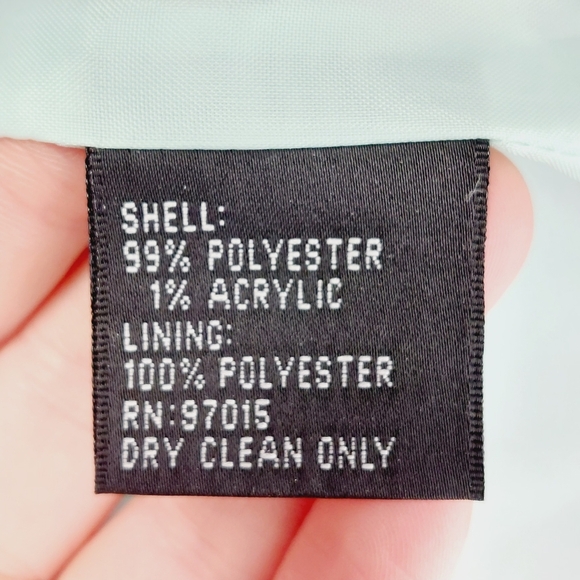 SHELL:
99% POLYESTER
1% ACRYLIC
LINING:
100% POLYESTER
RN:97015
DRY CLEAN ONLY